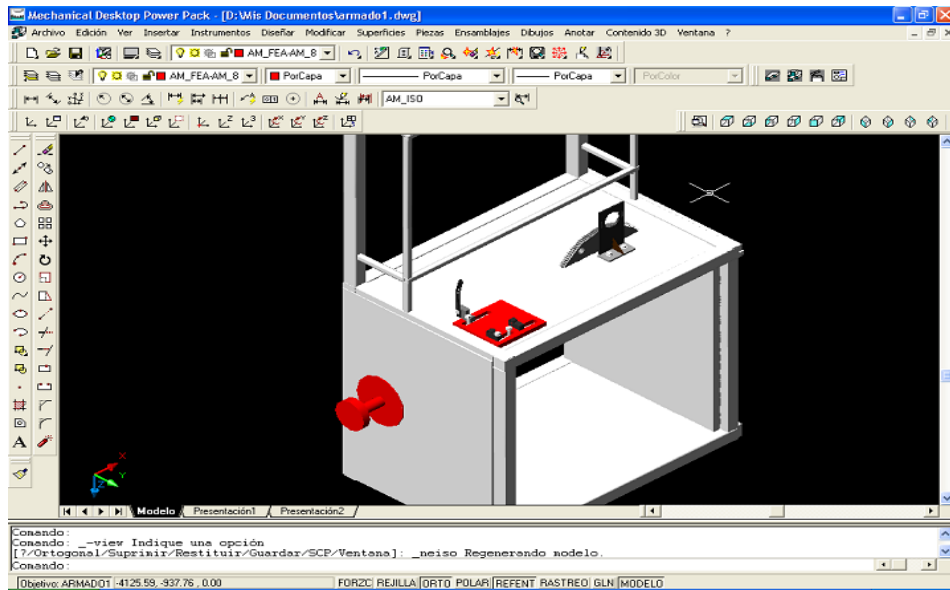 Mechanical Desktop Power Pack - [D:\Mis Documentos\armado1.dwg]
Archivo Edición Ver Insertar Instrumentos Diseñar Modificar Superficies Piezas Ensamblajes Dibujos Anotar Contenido 3D Ventana ?
AM_FEA-AM_8
AM_FEA-AM_8 PorCapa PorCapa PorCapa PorColor
AM_ISO
X
Y
Z
Modelo Presentación1 Presentación2
Comando:
Comando: _-view Indique una opción
[?/Ortogonal/Suprimir/Restituir/Guardar/SCP/Ventana]: _neiso Regenerando modelo.
Comando:
Objetivo: ARMADO1 -4125.59, -937.76 , 0.00 FORZC REJILLA ORTO POLAR REFENT RASTREO GLN MODELO